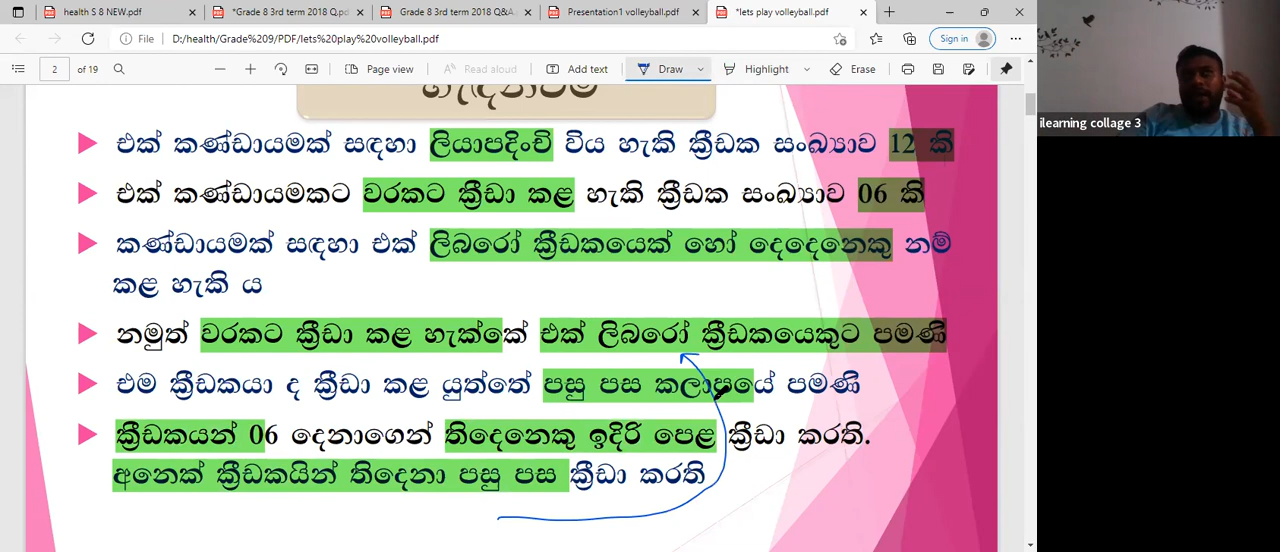 health S 8 NEW.pdf
*Grade 8 3rd term 2018 Q.pd
Grade 8 3rd term 2018 Q&A
Presentation1 volleyball.pdf
*lets play volleyball.pdf
File D:/health/Grade%209/PDF/lets%20play%20volleyball.pdf
Sign in
2 of 19
Page view
Read aloud
Add text
Draw
Highlight
Erase
ilearning collage 3
හැඳිනීම
එක් කණ්ඩායමක් සඳහා ලියාපදිංචි විය හැකි ක්‍රීඩක සංඛ්‍යාව 12 කි
එක් කණ්ඩායමකට වරකට ක්‍රීඩා කළ හැකි ක්‍රීඩක සංඛ්‍යාව 06 කි
කණ්ඩායමක් සඳහා එක් ලිබරෝ ක්‍රීඩකයෙක් හෝ දෙදෙනෙකු නම්
කළ හැකි ය
නමුත් වරකට ක්‍රීඩා කළ හැක්කේ එක් ලිබරෝ ක්‍රීඩකයෙකුට පමණි
එම ක්‍රීඩකයා ද ක්‍රීඩා කළ යුත්තේ පසු පස කලාපයේ පමණි
ක්‍රීඩකයන් 06 දෙනාගෙන් තිදෙනෙකු ඉදිරි පෙළ ක්‍රීඩා කරති.
අනෙක් ක්‍රීඩකයින් තිදෙනා පසු පස ක්‍රීඩා කරති